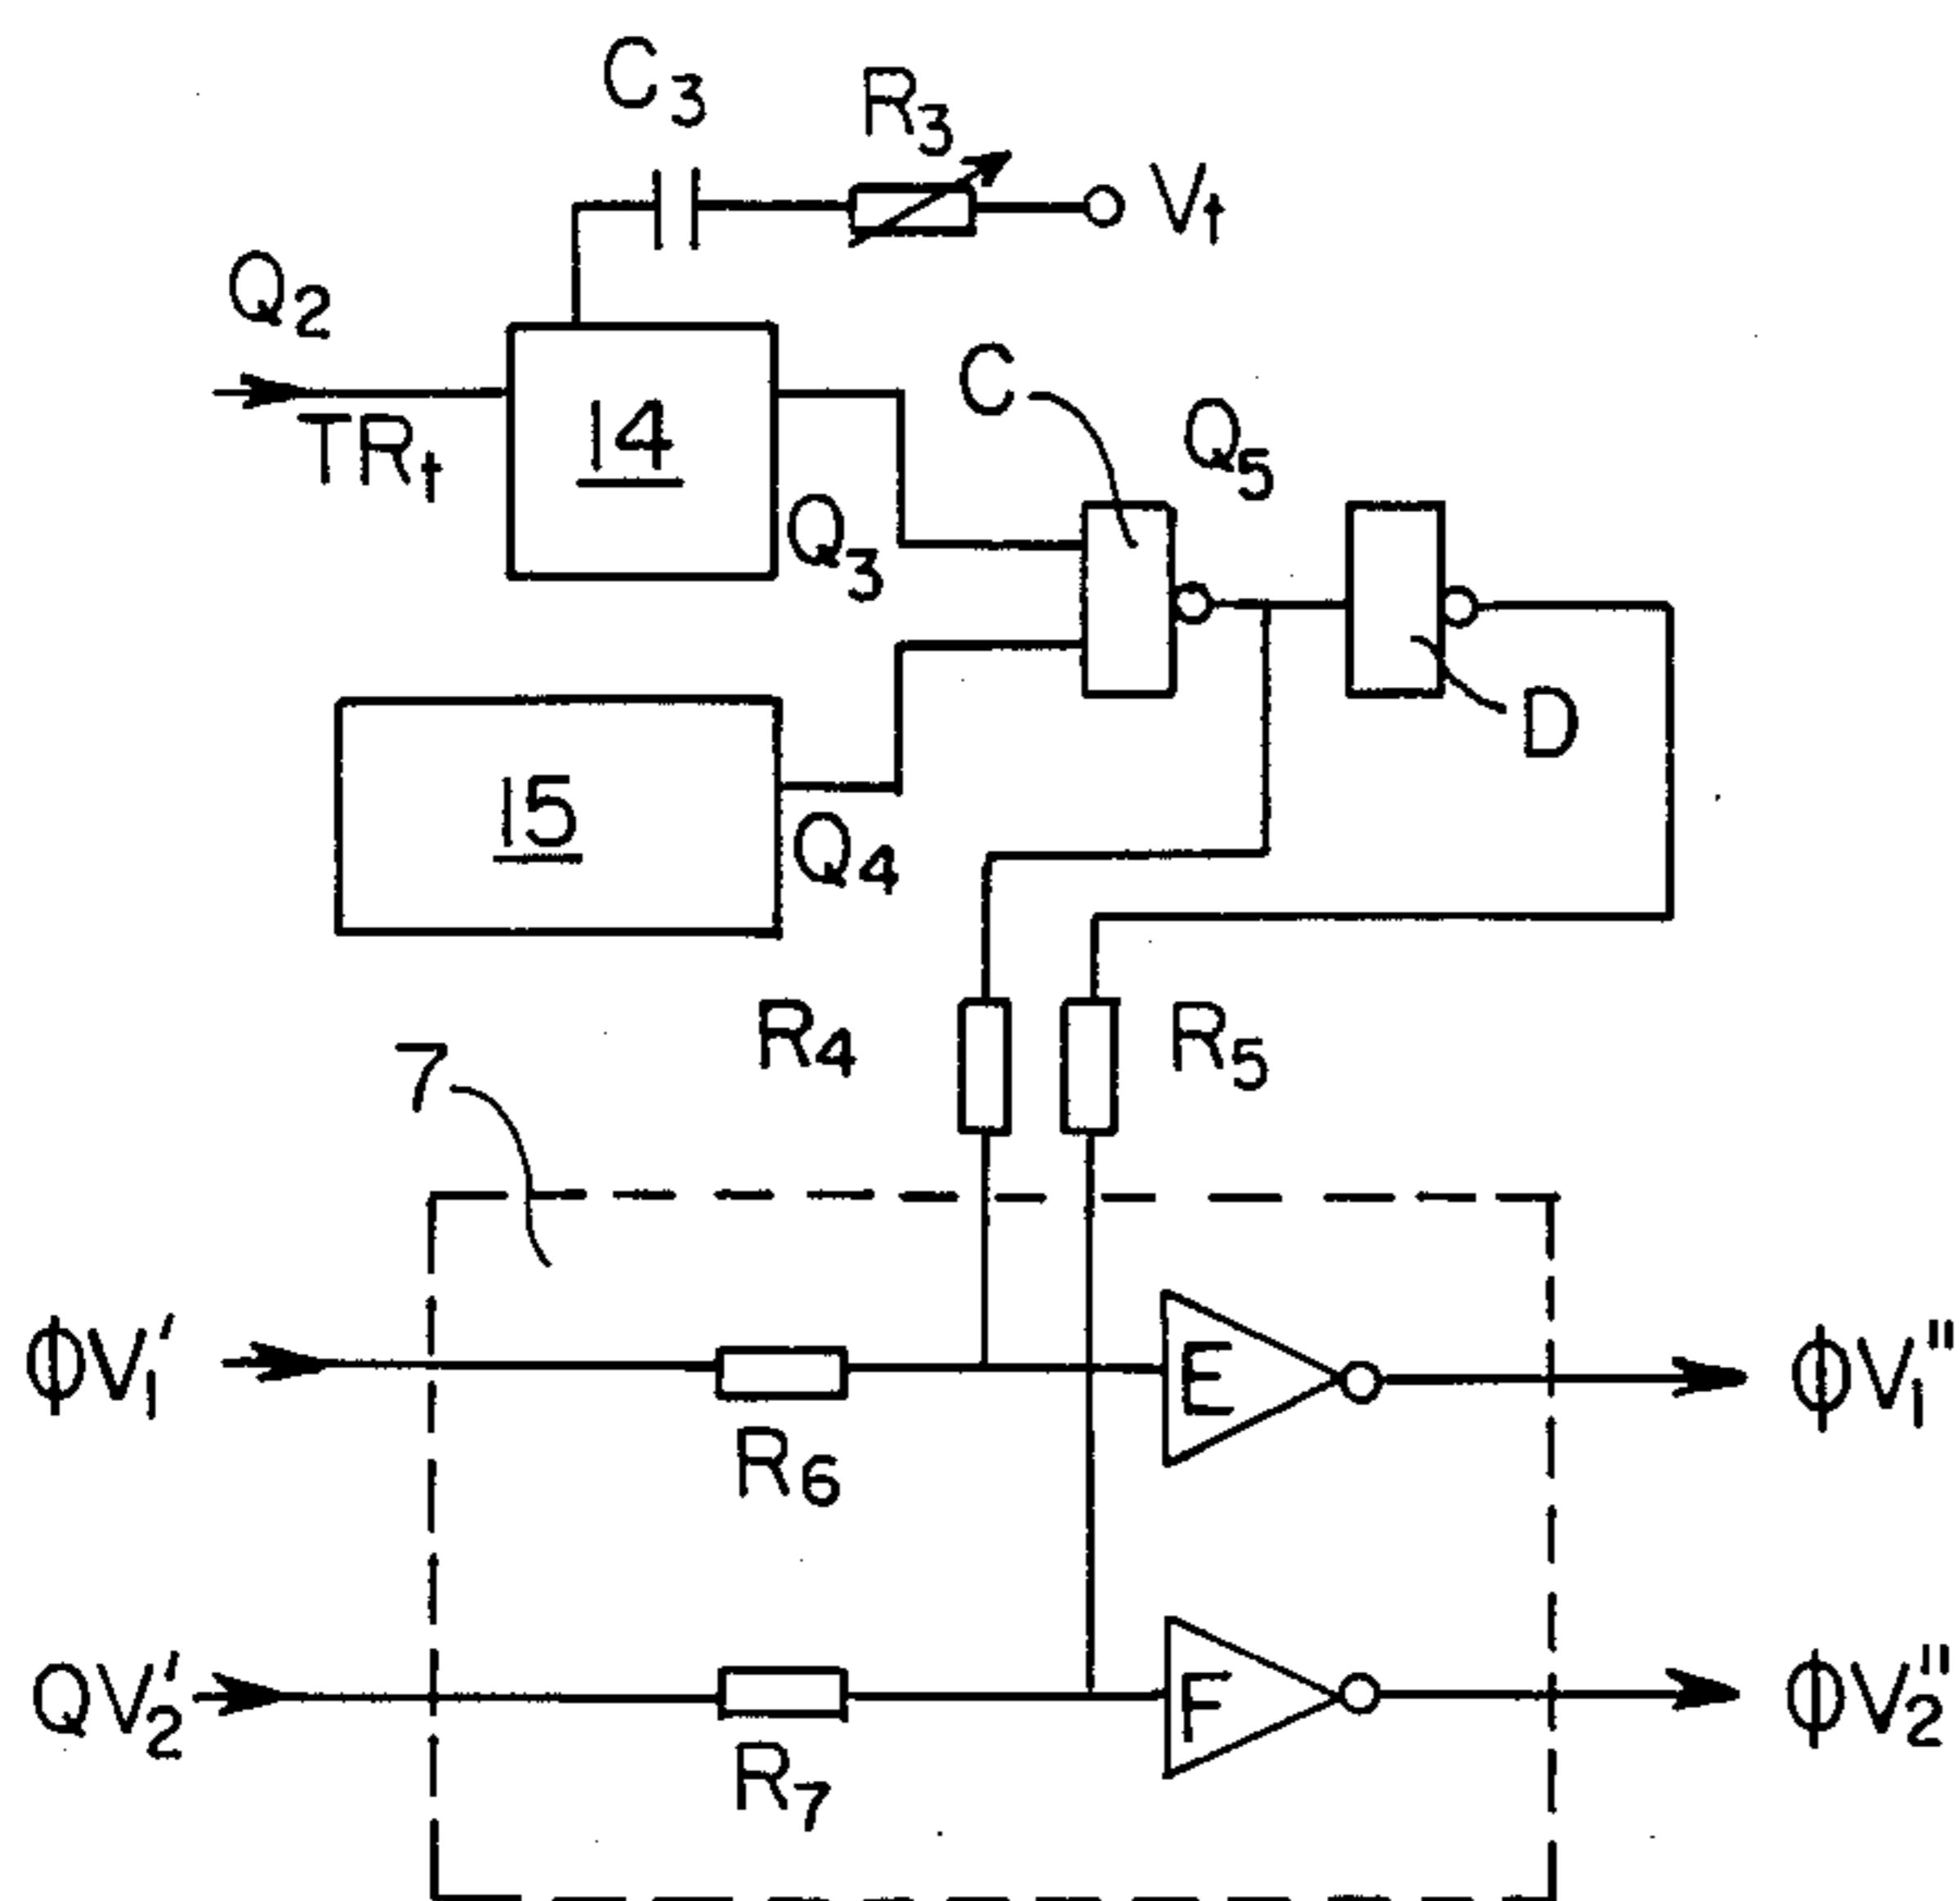 C3
R3
Vt
Q2
TRt
14
C
Q5
Q3
D
15
Q4
R4
R5
7
ΦV1'
E
ΦV1"
R6
QV2'
F
ΦV2"
R7